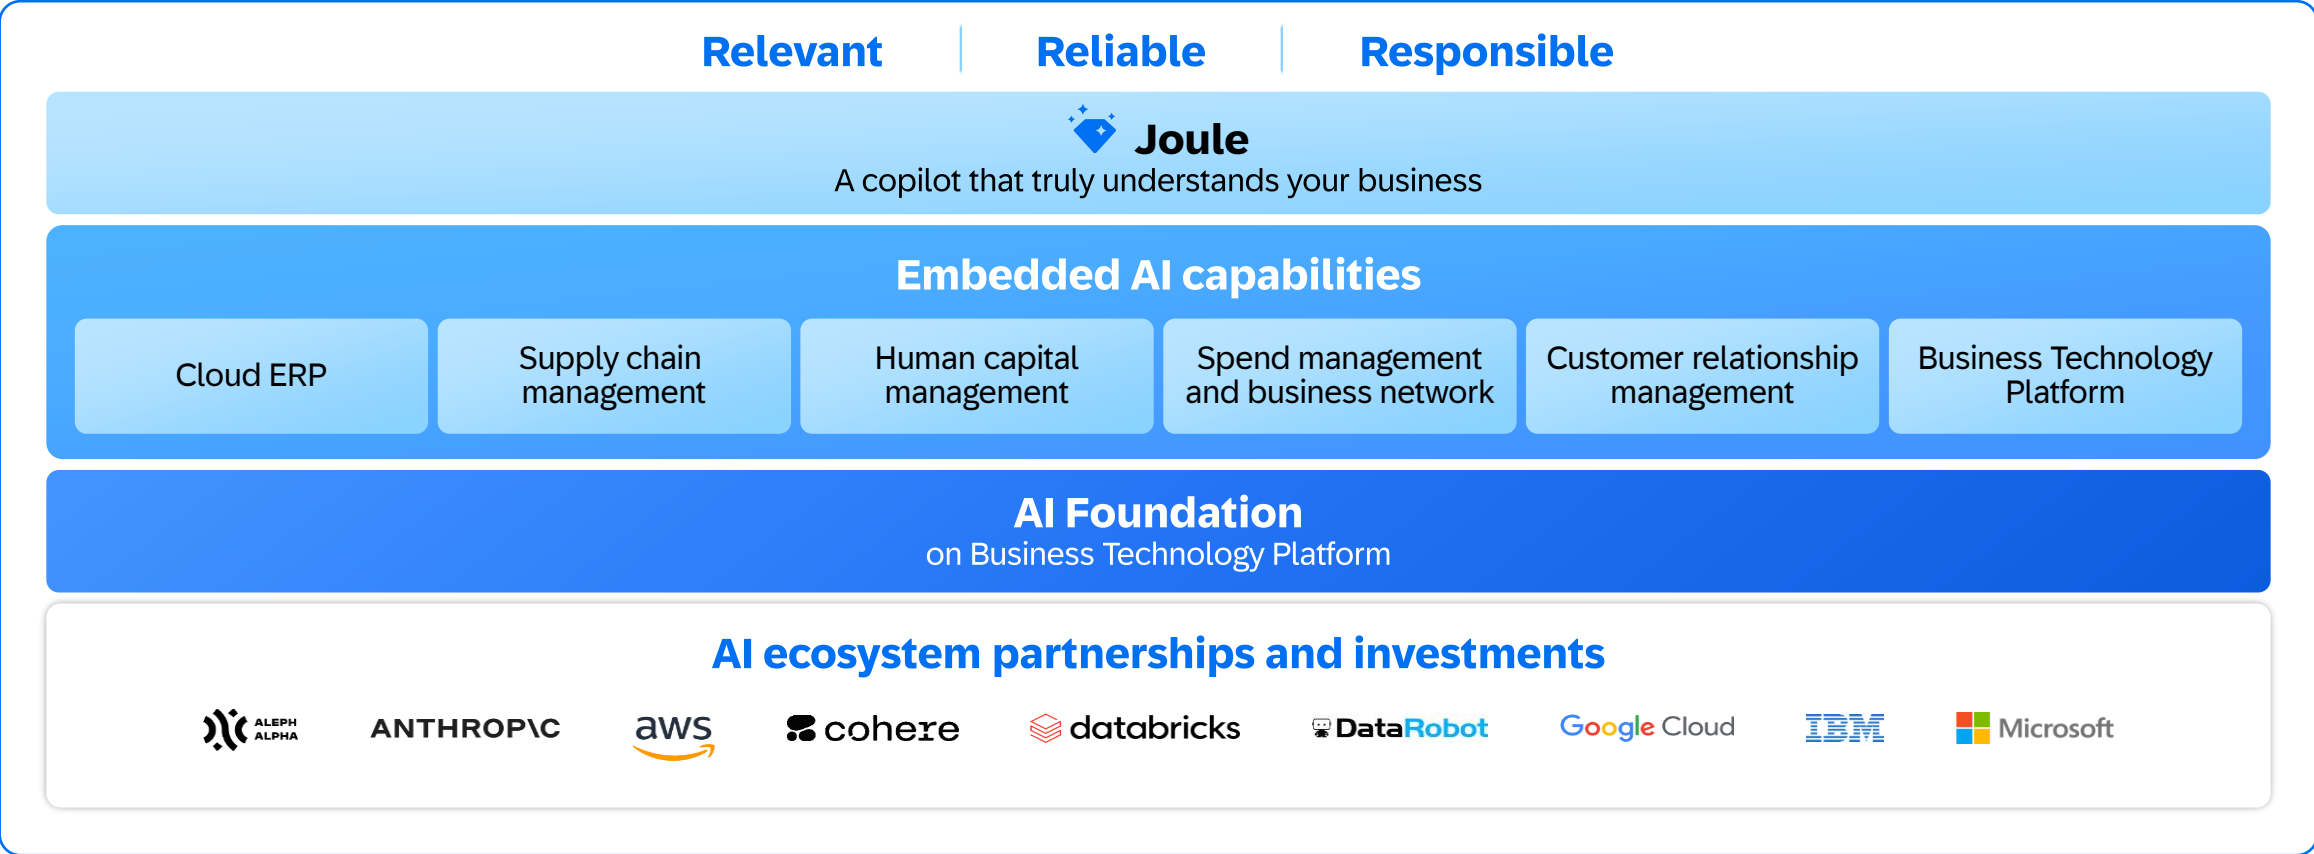 Relevant
Reliable
Responsible
Joule
A copilot that truly understands your business
Embedded AI capabilities
Cloud ERP
Supply chain
management
Human capital
management
Spend management
and business network
Customer relationship
management
Business Technology
Platform
AI Foundation
on Business Technology Platform
AI ecosystem partnerships and investments
ALEPH
ALPHA
ANTHROP\C
aws
cohere
databricks
DataRobot
Google Cloud
IBM
Microsoft